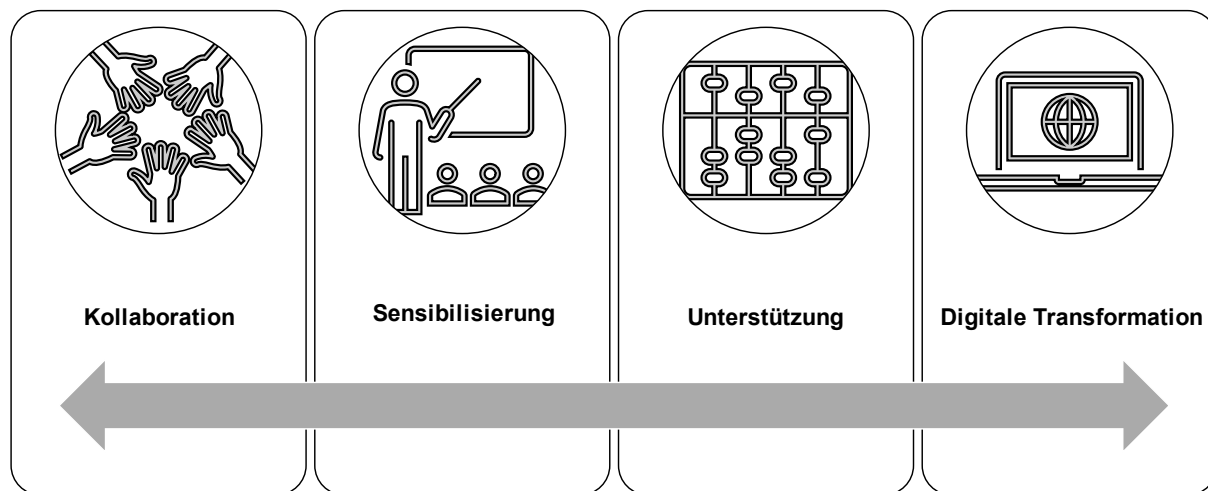 Kollaboration
Sensibilisierung
Unterstützung
Digitale Transformation